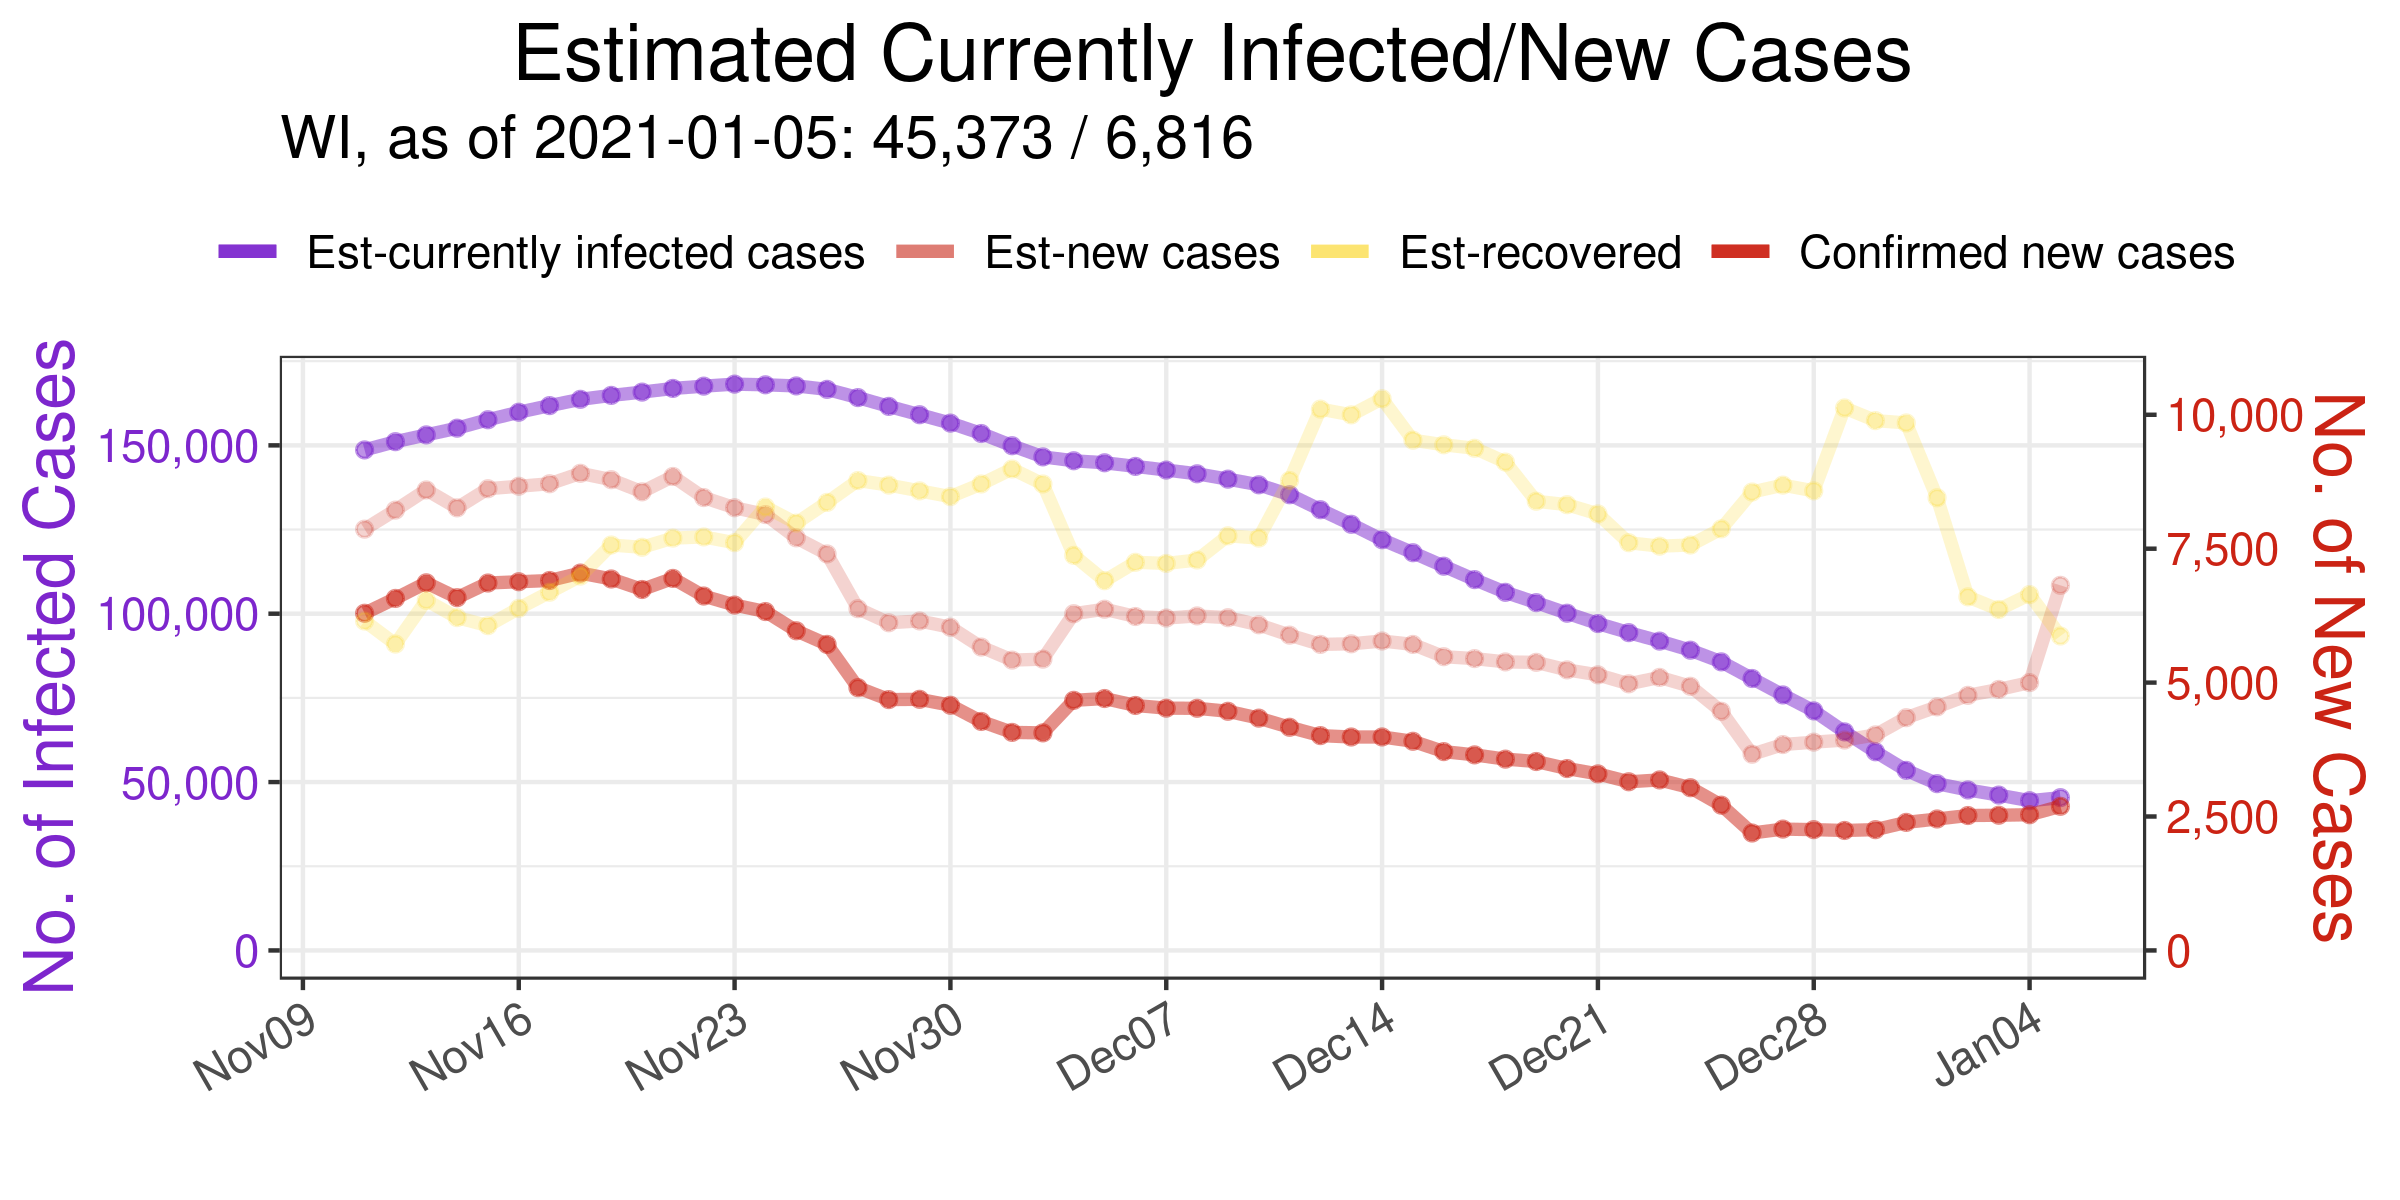 Estimated Currently Infected/New Cases
WI, as of 2021-01-05: 45,373 / 6,816
Est-currently infected cases Est-new cases Est-recovered Confirmed new cases
No. of Infected Cases
150,000
100,000
50,000
0
10,000
7,500
5,000
2,500
0
No. of New Cases
Nov09 Nov16 Nov23 Nov30 Dec07 Dec14 Dec21 Dec28 Jan04